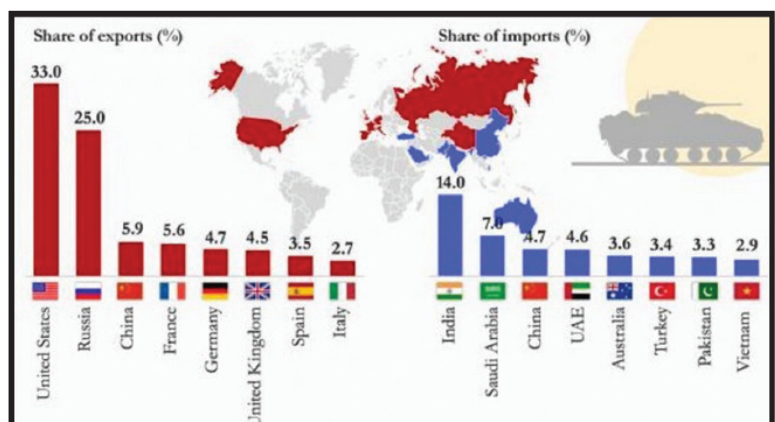 Share of exports (%)
33.0
25.0
5.9
5.6
4.7
4.5
3.5
2.7
United States
Russia
China
France
Germany
United Kingdom
Spain
Italy
Share of imports (%)
14.0
7.0
4.7
4.6
3.6
3.4
3.3
2.9
India
Saudi Arabia
China
UAE
Australia
Turkey
Pakistan
Vietnam